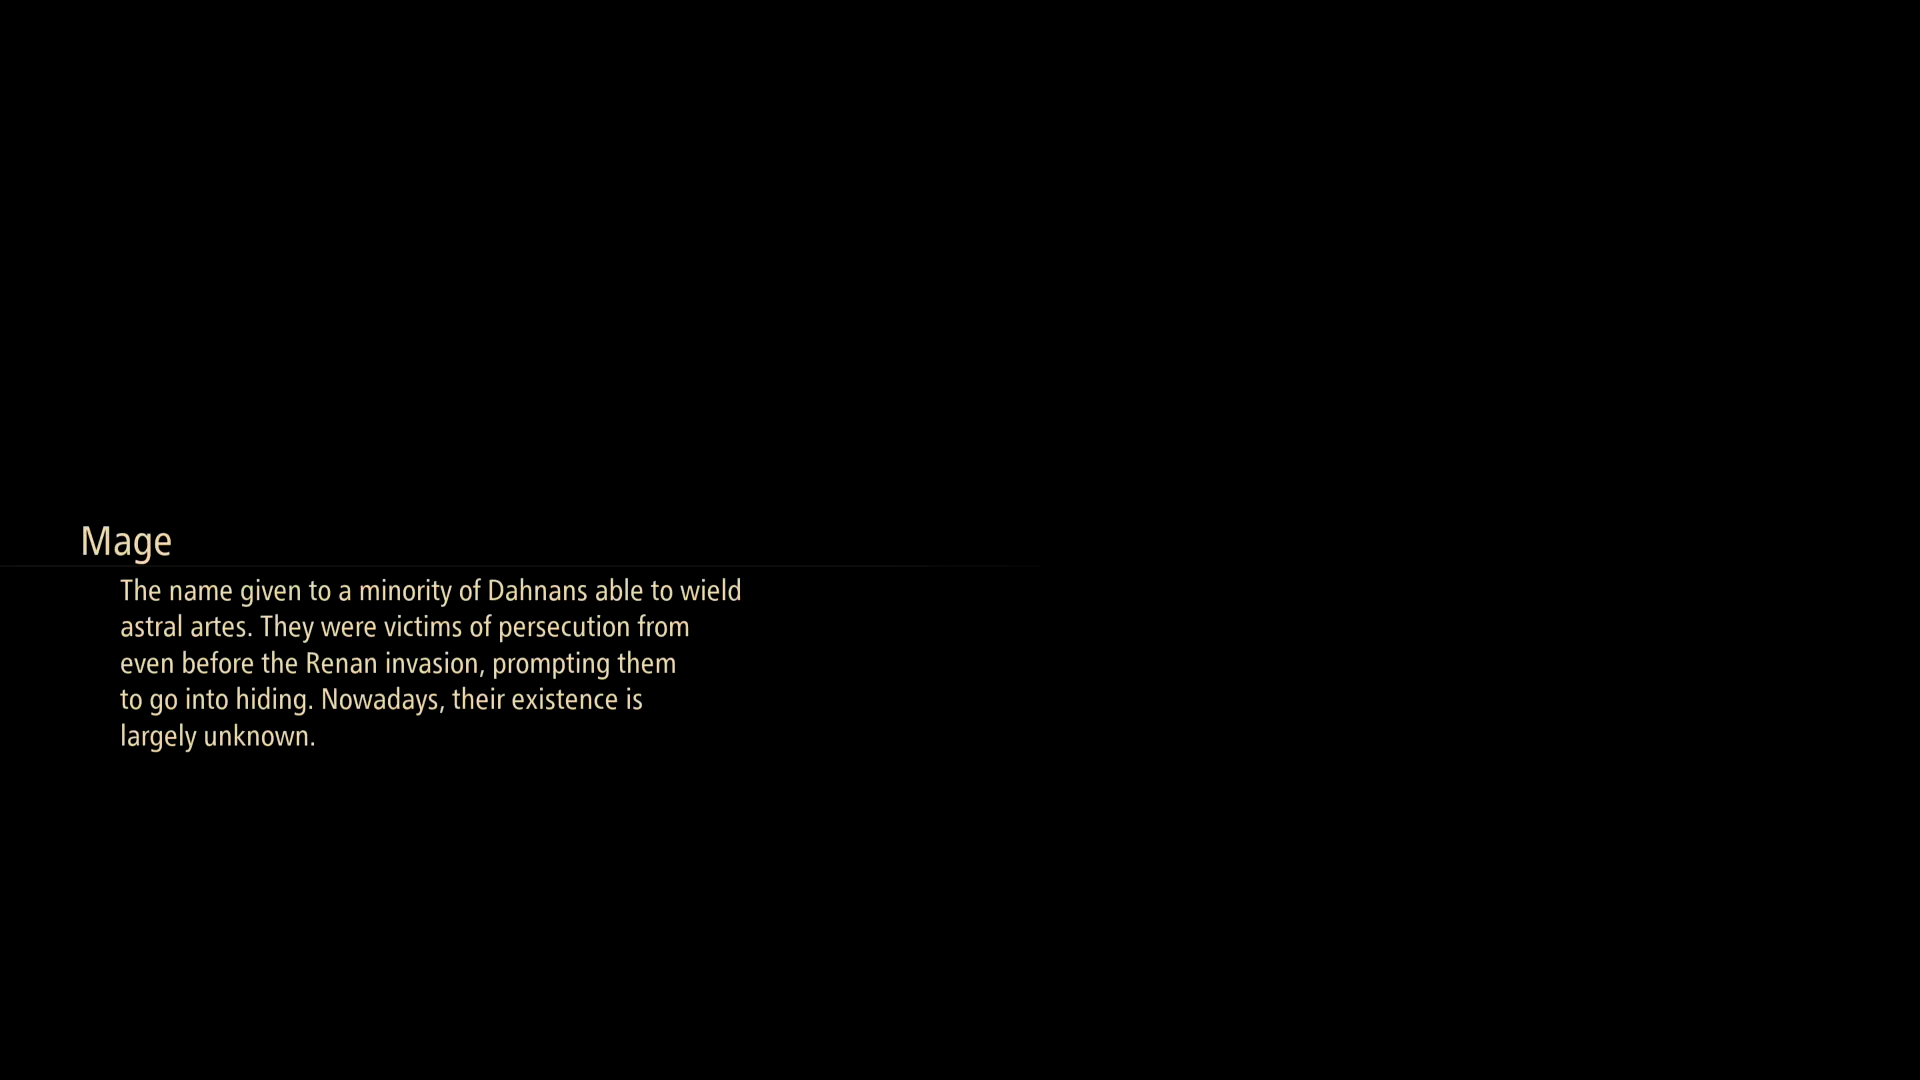 Mage
The name given to a minority of Dahnans able to wield
astral artes. They were victims of persecution from
even before the Renan invasion, prompting them
to go into hiding. Nowadays, their existence is
largely unknown.